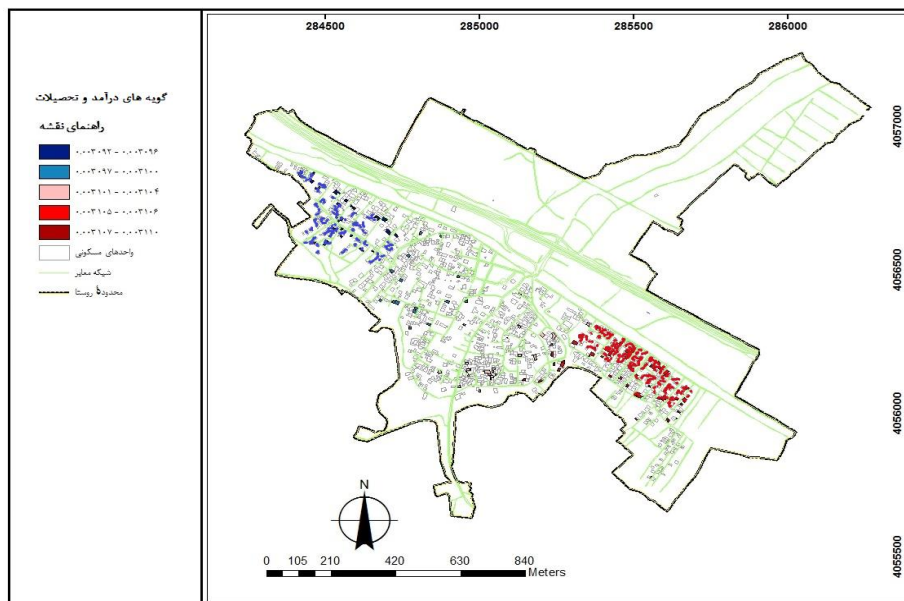 284500 285000 285500 286000
گویه های درآمد و تحصیلات
راهنمای نقشه
۰.۰۰۳۰۹۲ - ۰.۰۰۳۰۹۶
۰.۰۰۳۰۹۷ - ۰.۰۰۳۱۰۰
۰.۰۰۳۱۰۱ - ۰.۰۰۳۱۰۴
۰.۰۰۳۱۰۵ - ۰.۰۰۳۱۰۶
۰.۰۰۳۱۰۷ - ۰.۰۰۳۱۱۰
واحدهای مسکونی
شبکه معابر
محدوده روستا
4057000
4056500
4056000
4055500
N
0 105 210 420 630 840
Meters